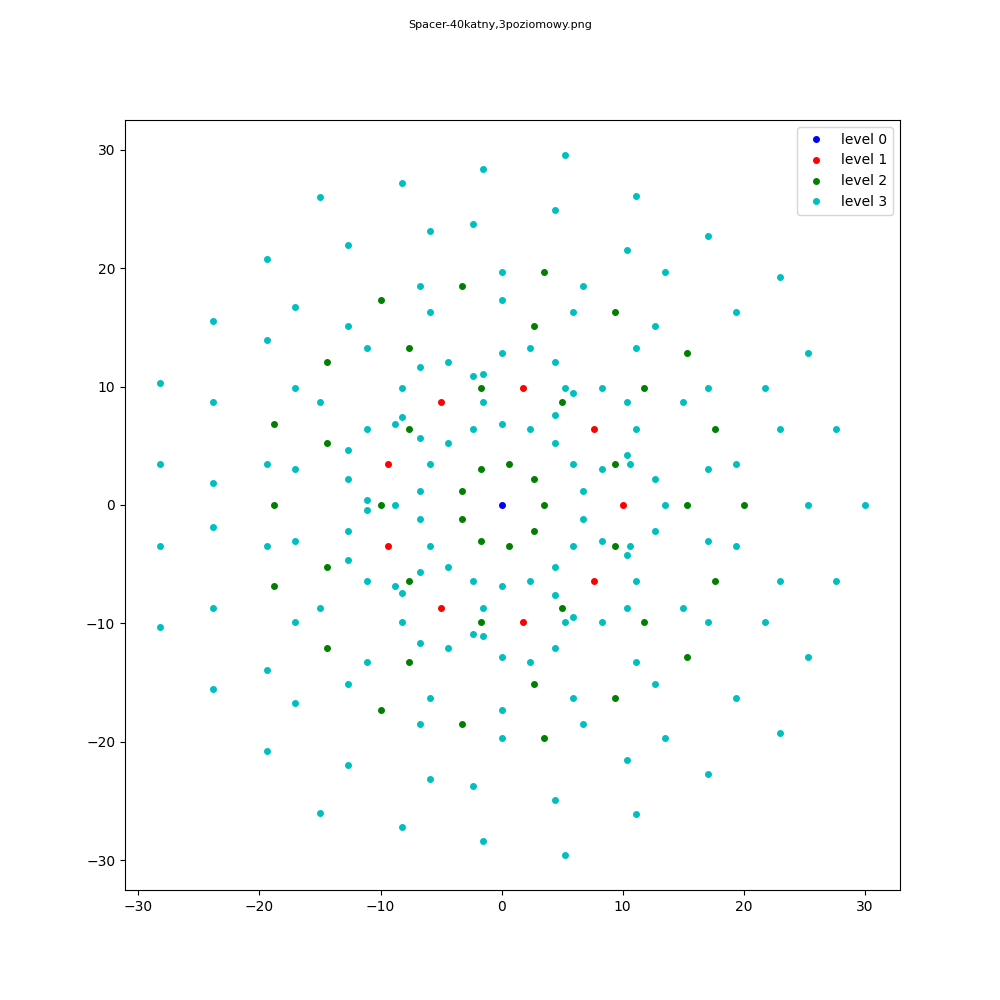 Spacer-40katny,3poziomowy.png
level 0
level 1
level 2
level 3
30
20
10
0
−10
−20
−30
−30 −20 −10 0 10 20 30